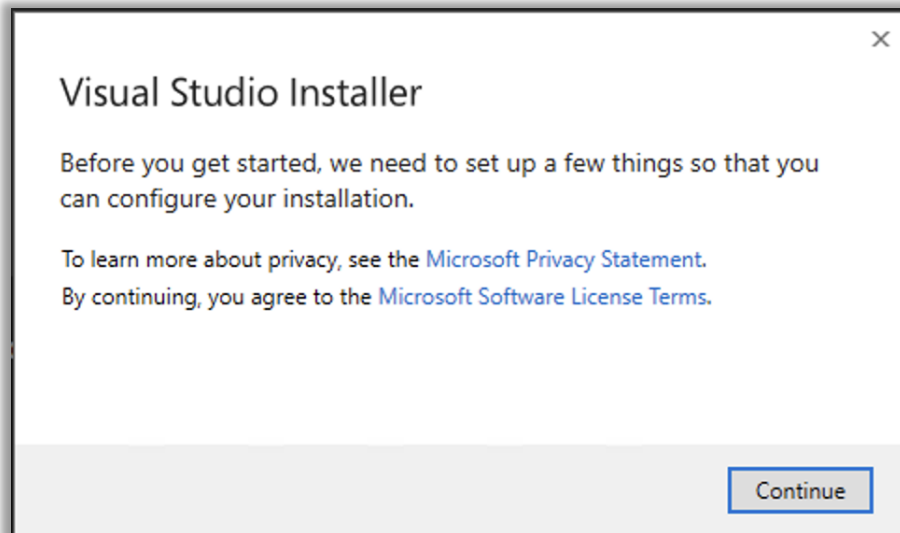 Visual Studio Installer
Before you get started, we need to set up a few things so that you
can configure your installation.
To learn more about privacy, see the Microsoft Privacy Statement.
By continuing, you agree to the Microsoft Software License Terms.
Continue